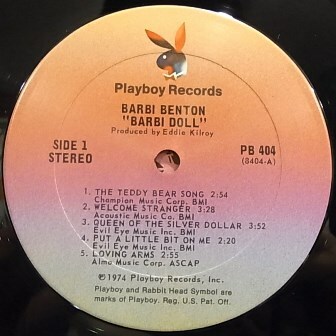 Playboy Records
BARBI BENTON
"BARBI DOLL"
Produced by Eddie Kilroy
SIDE 1
STEREO
PB 404
(8404-A)
1. THE TEDDY BEAR SONG 2:54
Champion Music Corp. BMI
2. WELCOME STRANGER 3:28
Acoustic Music Co. BMI
3. QUEEN OF THE SILVER DOLLAR 3:52
Evil Eye Music Inc. BMI
4. PUT A LITTLE BIT ON ME 2:20
Evil Eye Music Inc. BMI
5. LOVING ARMS 2:55
Almo Music Corp. ASCAP
℗1974 Playboy Records, Inc.
Playboy and Rabbit Head Symbol are
marks of Playboy. Reg. U.S. Pat. Off.